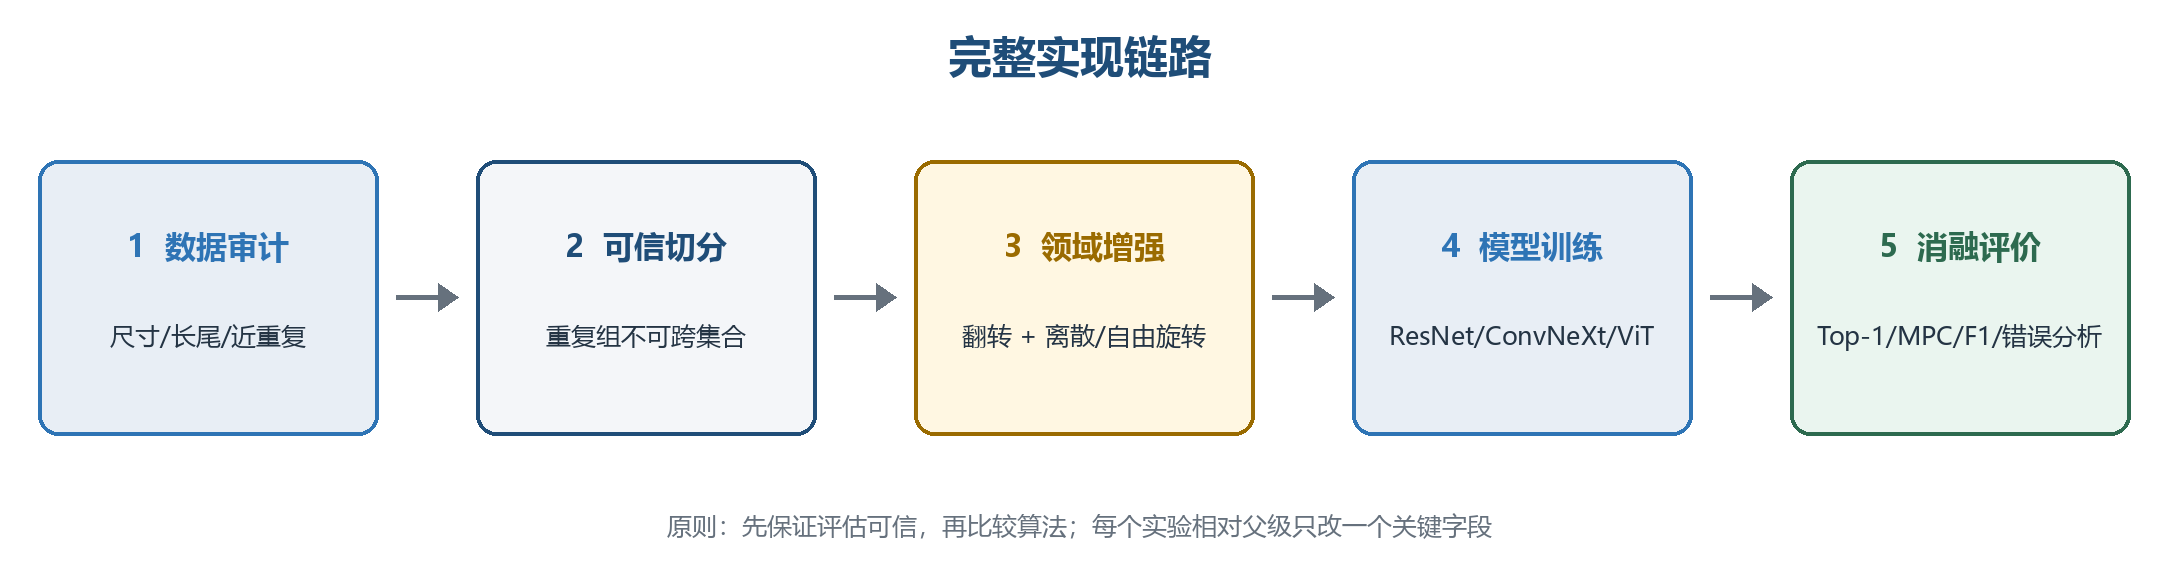 完整实现链路
1 数据审计
尺寸/长尾/近重复
2 可信切分
重复组不可跨集合
3 领域增强
翻转 + 离散/自由旋转
4 模型训练
ResNet/ConvNeXt/ViT
5 消融评价
Top-1/MPC/F1/错误分析
原则：先保证评估可信，再比较算法；每个实验相对父级只改一个关键字段